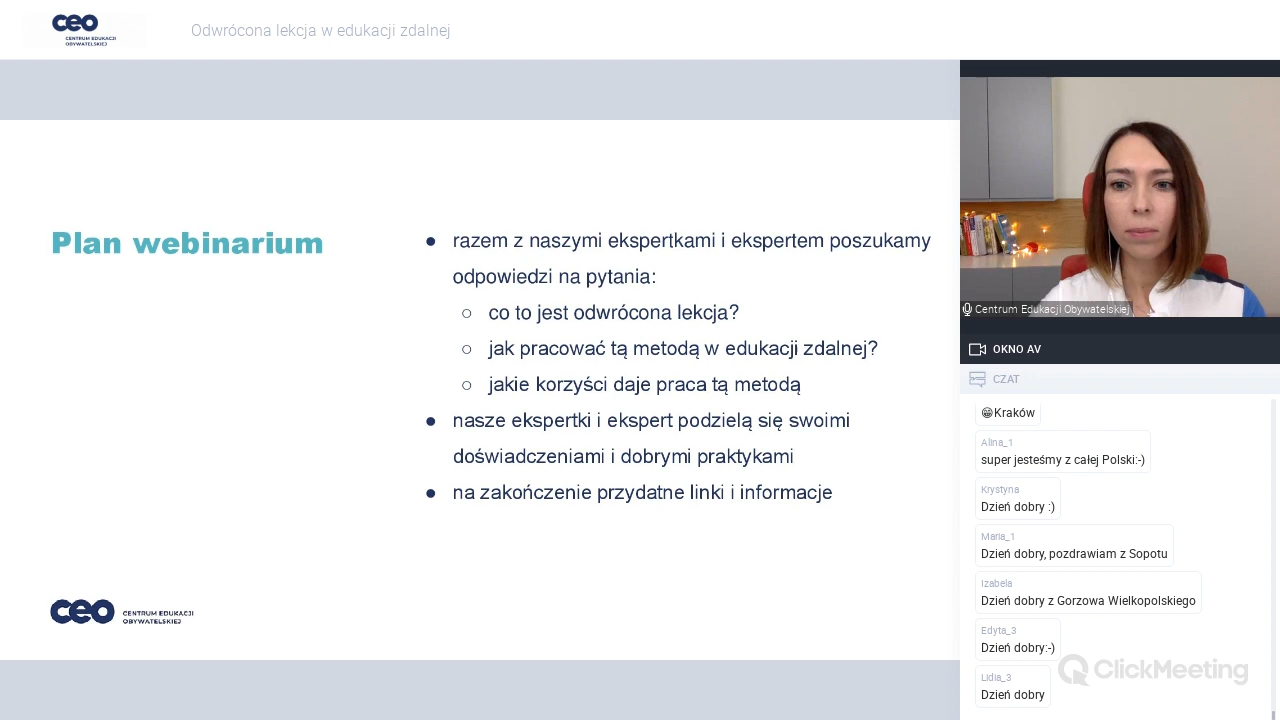 ceo
CENTRUM EDUKACJI
OBYWATELSKIEJ
Odwrócona lekcja w edukacji zdalnej
Plan webinarium
● razem z naszymi ekspertkami i ekspertem poszukamy
odpowiedzi na pytania:
○ co to jest odwrócona lekcja?
○ jak pracować tą metodą w edukacji zdalnej?
○ jakie korzyści daje praca tą metodą
● nasze ekspertki i ekspert podzielą się swoimi
doświadczeniami i dobrymi praktykami
● na zakończenie przydatne linki i informacje
ceo
CENTRUM EDUKACJI
OBYWATELSKIEJ
Centrum Edukacji Obywatelskiej
OKNO AV
CZAT
😁Kraków
Alina_1
super jesteśmy z całej Polski:-)
Krystyna
Dzień dobry :)
Maria_1
Dzień dobry, pozdrawiam z Sopotu
Izabela
Dzień dobry z Gorzowa Wielkopolskiego
Edyta_3
Dzień dobry:-)
Lidia_3
Dzień dobry
ClickMeeting